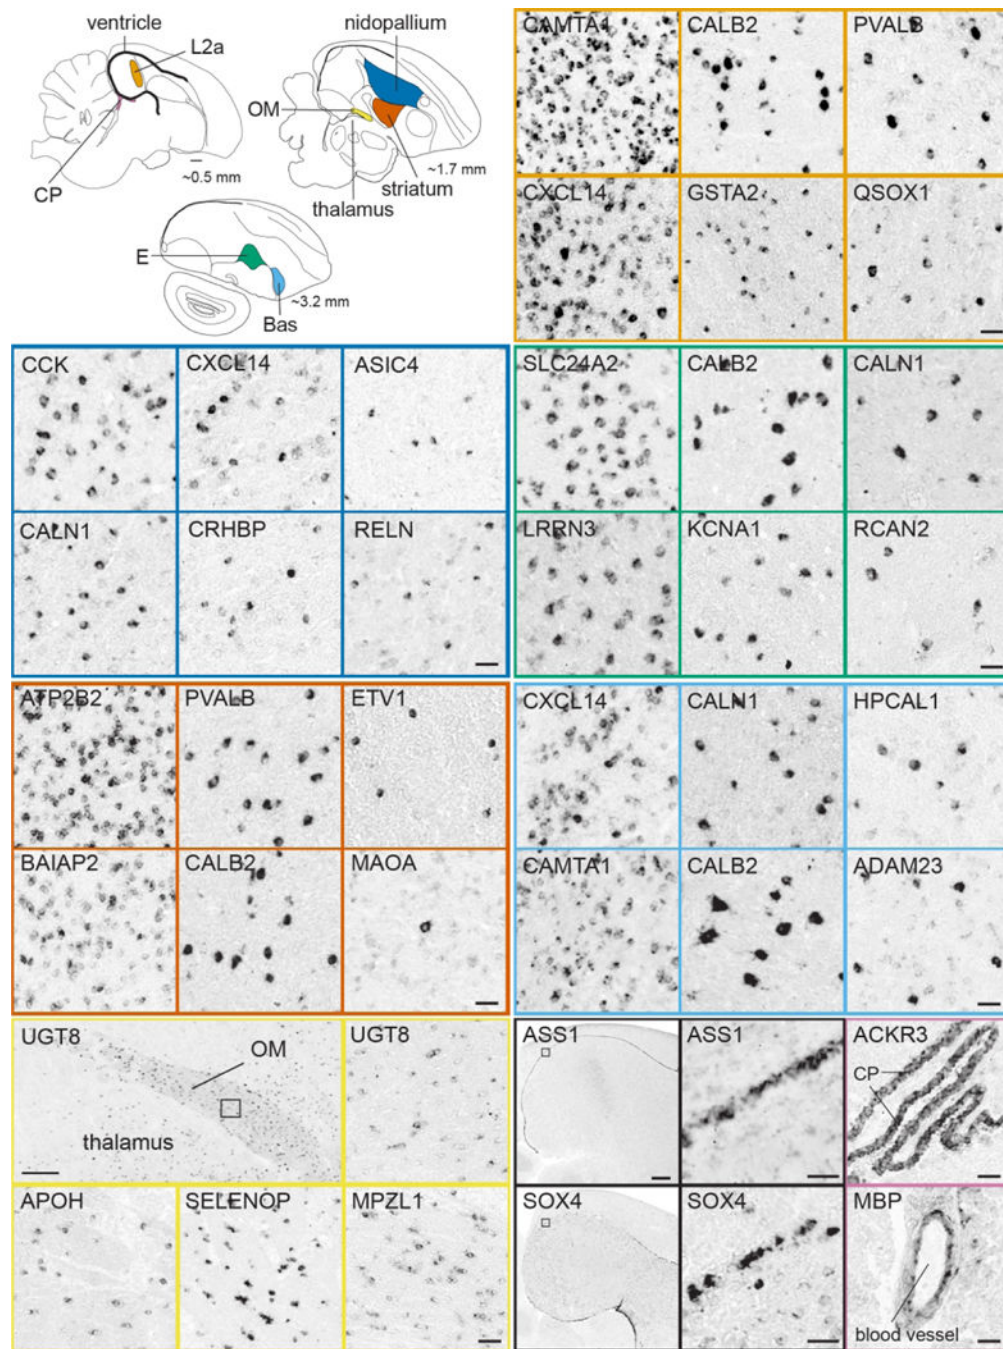 ventricle
L2a
CP
~0.5 mm
nidopallium
OM
striatum
thalamus
~1.7 mm
E
Bas
~3.2 mm
CAMTA1 CALB2 PVALB
CXCL14 GSTA2 QSOX1
CCK CXCL14 ASIC4
CALN1 CRHBP RELN
SLC24A2 CALB2 CALN1
LRRN3 KCNA1 RCAN2
ATP2B2 PVALB ETV1
BAIAP2 CALB2 MAOA
CXCL14 CALN1 HPCAL1
CAMTA1 CALB2 ADAM23
UGT8 OM UGT8
thalamus
APOH SELENOP MPZL1
ASS1 ASS1 ACKR3
CP
SOX4 SOX4 MBP
blood vessel